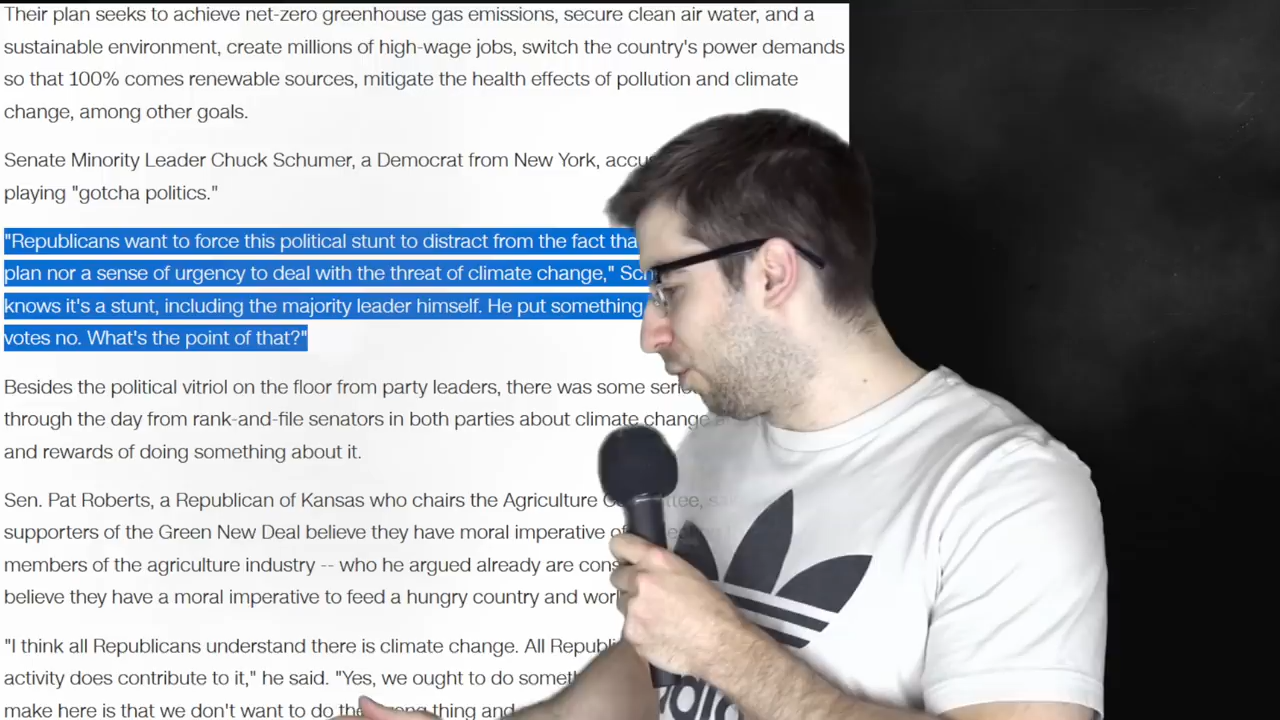 Their plan seeks to achieve net-zero greenhouse gas emissions, secure clean air water, and a
sustainable environment, create millions of high-wage jobs, switch the country's power demands
so that 100% comes renewable sources, mitigate the health effects of pollution and climate
change, among other goals.
Senate Minority Leader Chuck Schumer, a Democrat from New York,
playing "gotcha politics."
"Republicans want to force this political stunt to distract from the fact
plan nor a sense of urgency to deal with the threat of climate change,"
knows it's a stunt, including the majority leader himself. He put something
votes no. What's the point of that?"
Besides the political vitriol on the floor from party leaders, there was some
through the day from rank-and-file senators in both parties about climate change
and rewards of doing something about it.
Sen. Pat Roberts, a Republican of Kansas who chairs the Agriculture
supporters of the Green New Deal believe they have moral imperative
members of the agriculture industry -- who he argued already are
believe they have a moral imperative to feed a hungry country and
"I think all Republicans understand there is climate change. All
activity does contribute to it," he said. "Yes, we ought to do
make here is that we don't want to do the wrong thing and